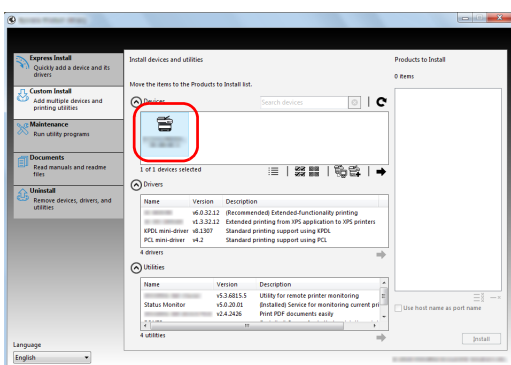 Express Install
Quickly add a device and its
drivers
Custom Install
Add multiple devices and
printing utilities
Maintenance
Run utility programs
Documents
Read manuals and readme
files
Uninstall
Remove devices, drivers, and
utilities
Language
English
Install devices and utilities
Move the items to the Products to Install list.
Devices
Search devices
1 of 1 devices selected
Drivers
Name Version Description
v6.0.32.12 (Recommended) Extended-functionality printing
v1.3.32.12 Extended printing from XPS application to XPS printers
KPDL mini-driver v8.1307 Standard printing support using KPDL
PCL mini-driver v4.2 Standard printing support using PCL
4 drivers
Utilities
Name Version Description
v5.3.6815.5 Utility for remote printer monitoring
Status Monitor v5.0.20.01 (Installed) Service for monitoring current pri
v2.4.2426 Print PDF documents easily
4 utilities
Products to Install
0 items
Use host name as port name
Install